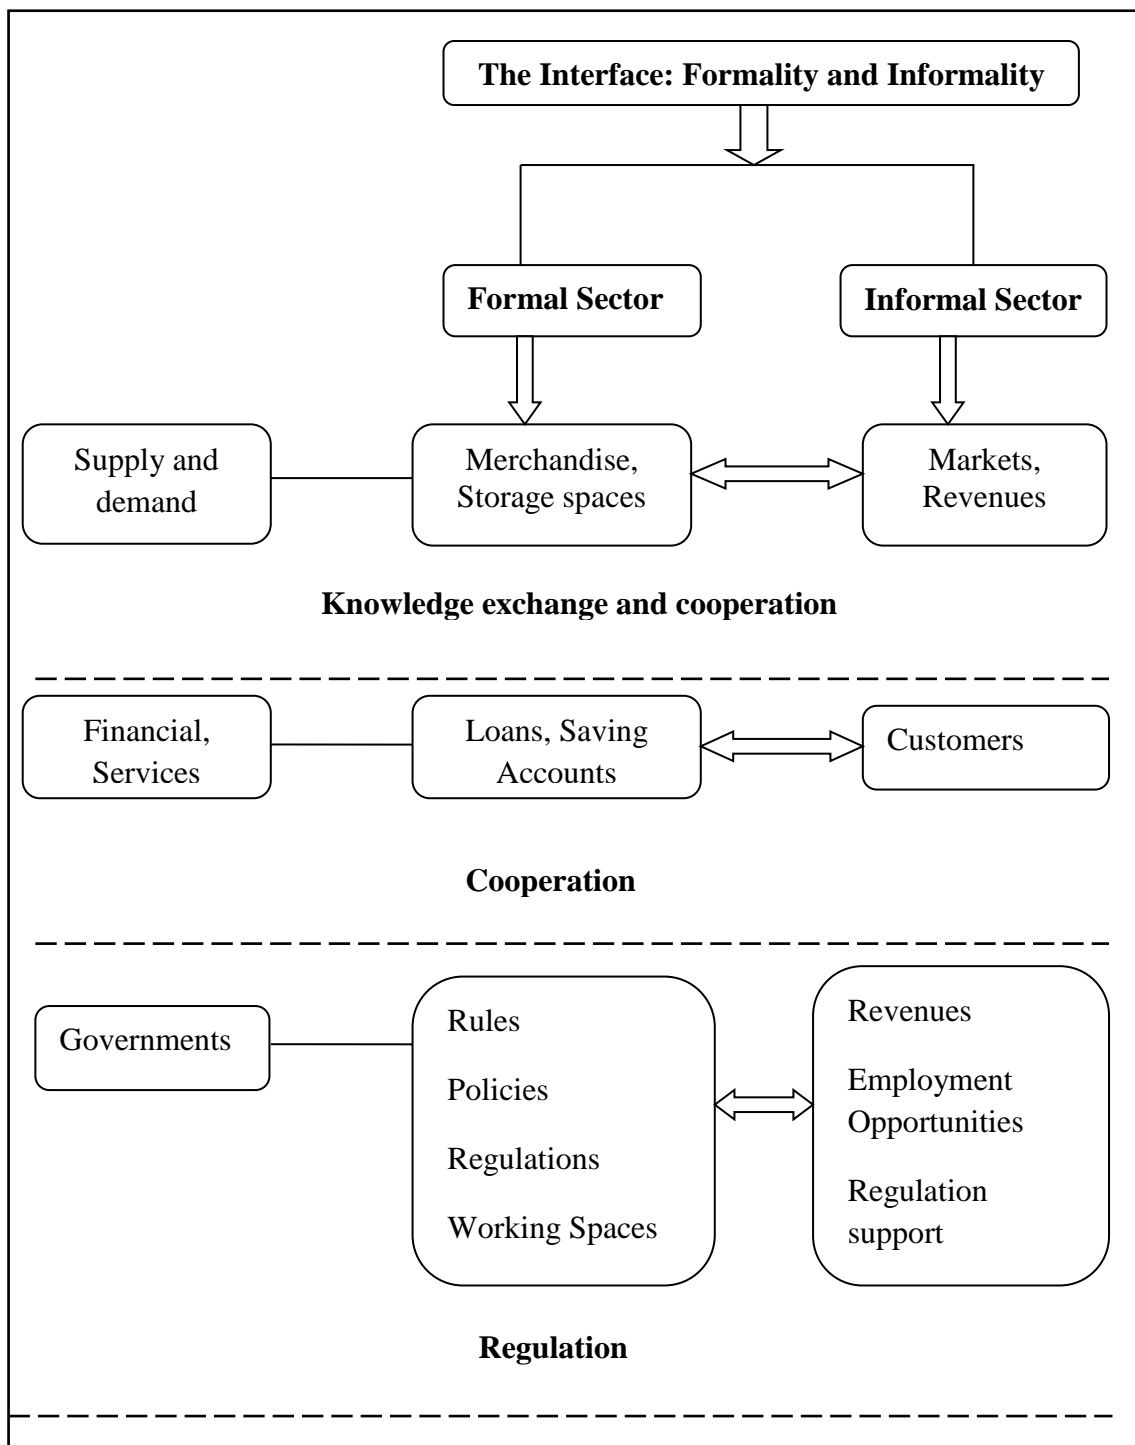 The Interface: Formality and Informality
Formal Sector
Informal Sector
Supply and
demand
Merchandise,
Storage spaces
Markets,
Revenues
Knowledge exchange and cooperation
Financial,
Services
Loans, Saving
Accounts
Customers
Cooperation
Governments
Rules
Policies
Regulations
Working Spaces
Revenues
Employment
Opportunities
Regulation
support
Regulation